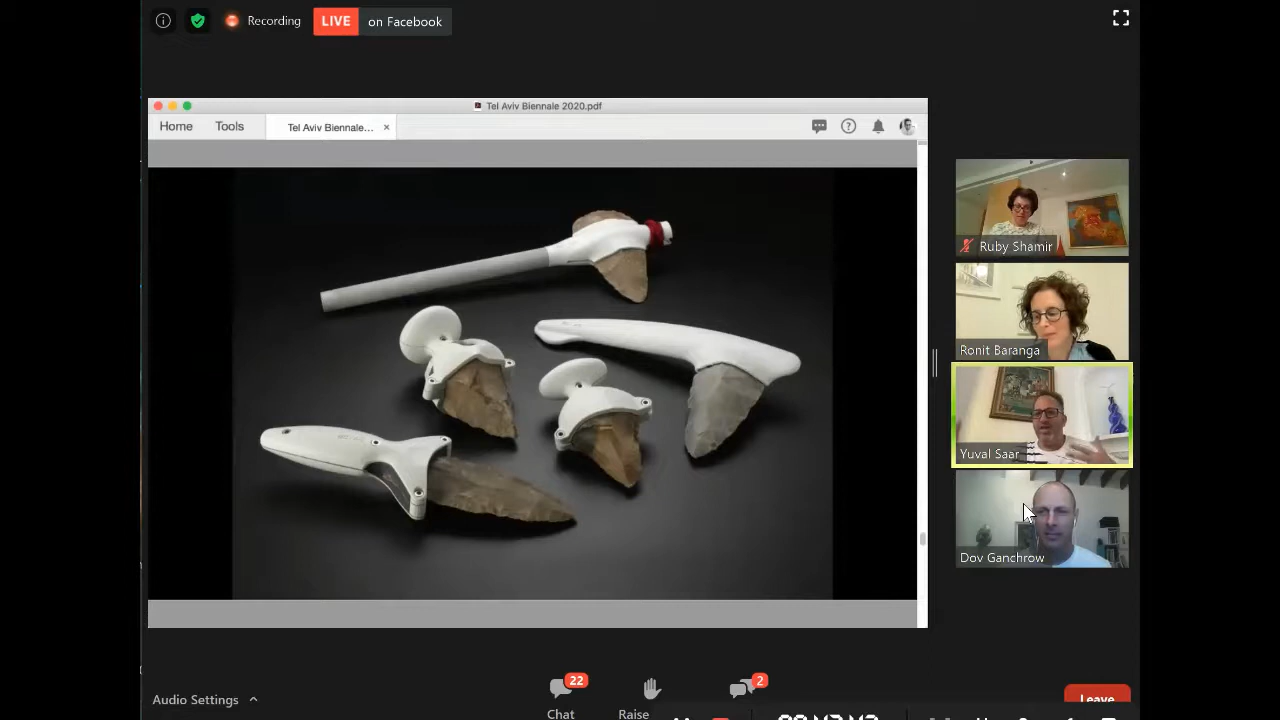 Recording
LIVE on Facebook
Tel Aviv Biennale 2020.pdf
Home Tools Tel Aviv Biennale... ×
Ruby Shamir
Ronit Baranga
Yuval Saar
Dov Ganchrow
Audio Settings
22
Chat
Raise
2
Leave